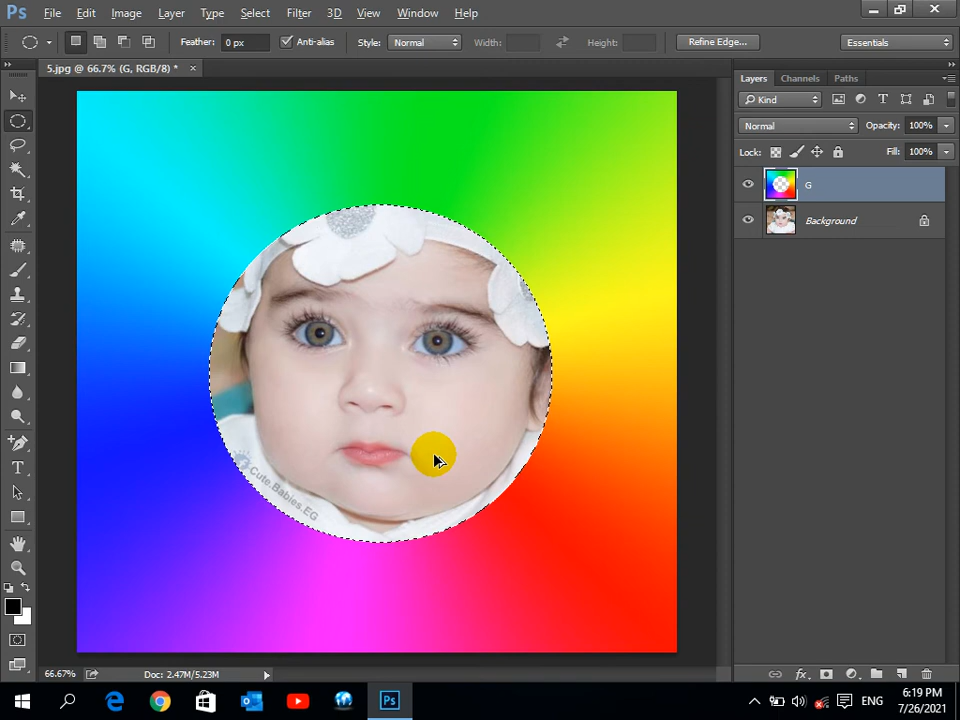 Ps File Edit Image Layer Type Select Filter 3D View Window Help
Feather: 0 px Anti-alias Style: Normal Width: Height: Refine Edge... Essentials
5.jpg @ 66.7% (G, RGB/8) * ×
Layers Channels Paths
Kind
Normal Opacity: 100%
Lock: Fill: 100%
G
Background
Cute.Babies.EG
66.67% Doc: 2.47M/5.23M
ENG 6:19 PM
7/26/2021